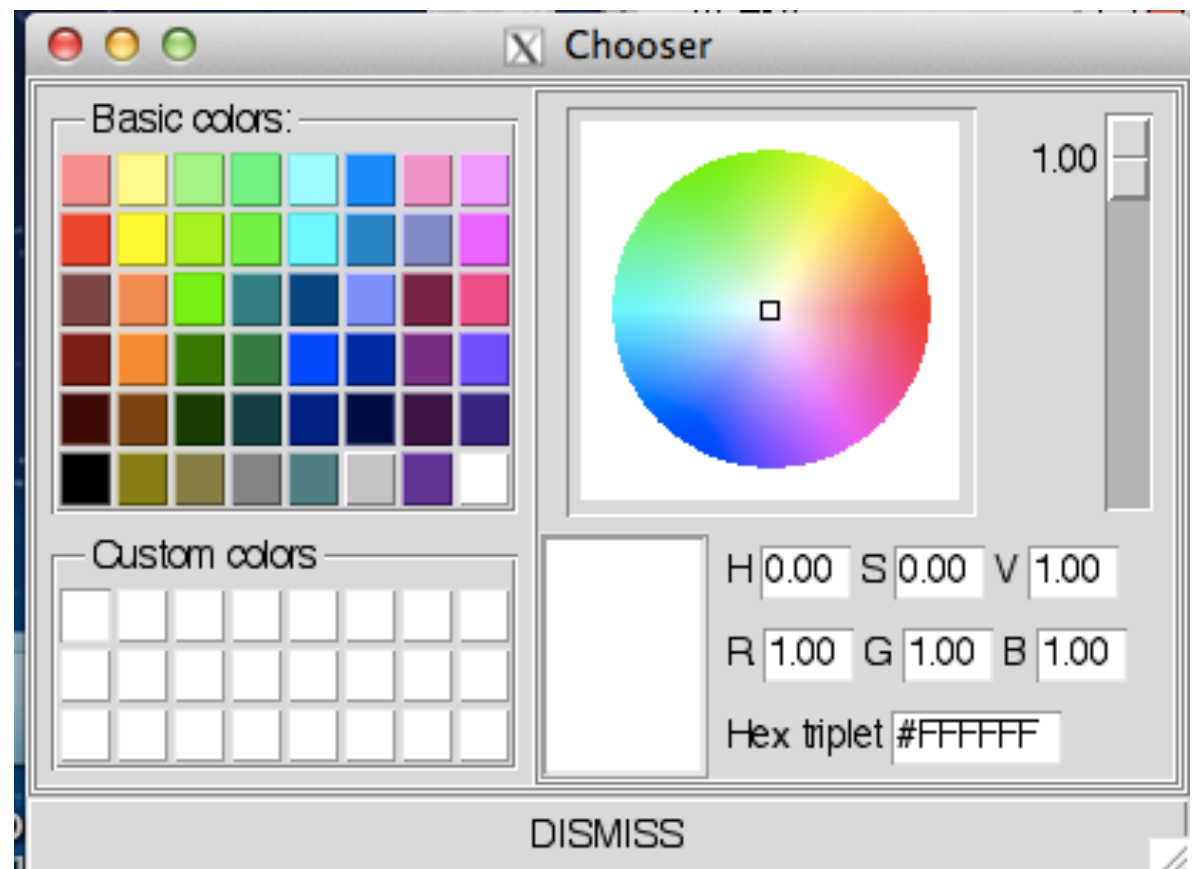 Chooser
Basic colors:
1.00
Custom colors
H 0.00 S 0.00 V 1.00
R 1.00 G 1.00 B 1.00
Hex triplet #FFFFFF
DISMISS